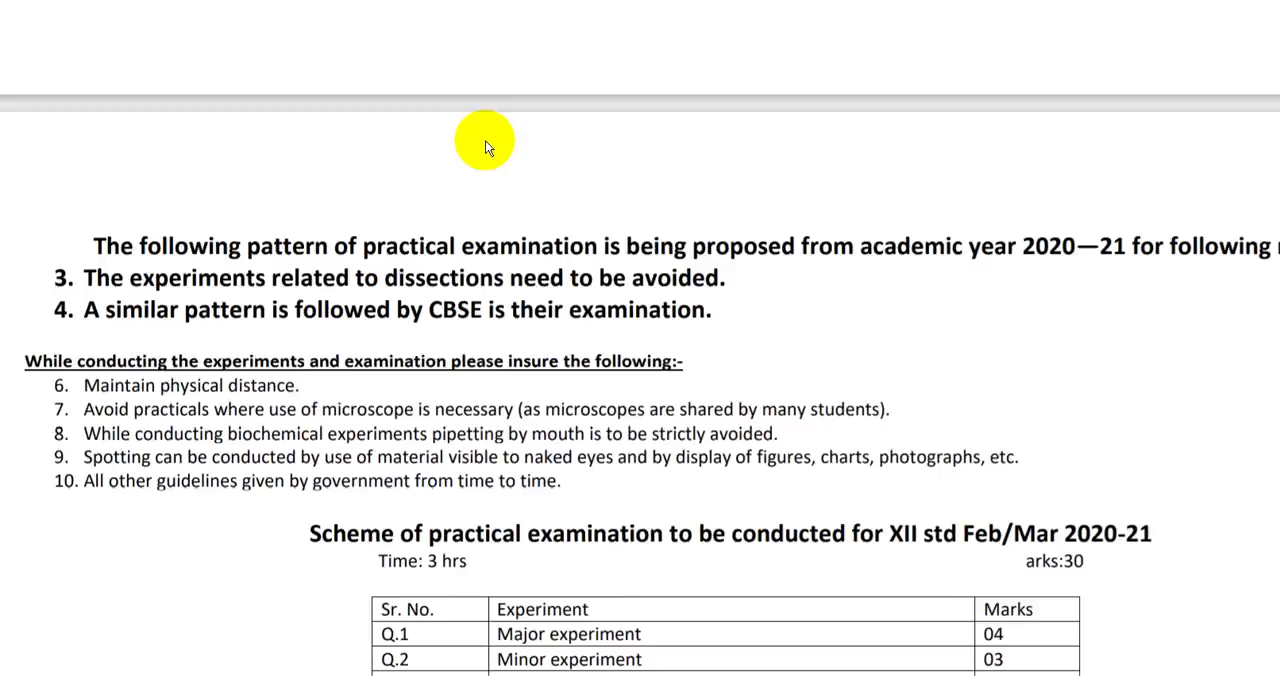 The following pattern of practical examination is being proposed from academic year 2020—21 for following
3. The experiments related to dissections need to be avoided.
4. A similar pattern is followed by CBSE is their examination.
While conducting the experiments and examination please insure the following:-
6. Maintain physical distance.
7. Avoid practicals where use of microscope is necessary (as microscopes are shared by many students).
8. While conducting biochemical experiments pipetting by mouth is to be strictly avoided.
9. Spotting can be conducted by use of material visible to naked eyes and by display of figures, charts, photographs, etc.
10. All other guidelines given by government from time to time.
Scheme of practical examination to be conducted for XII std Feb/Mar 2020-21
Time: 3 hrs arks:30
Sr. No. Experiment Marks
Q.1 Major experiment 04
Q.2 Minor experiment 03